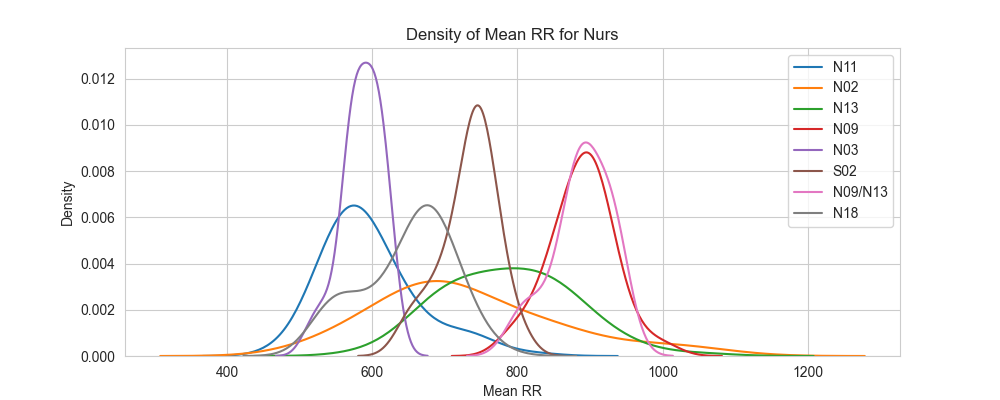 Density of Mean RR for Nurs
N11
N02
N13
N09
N03
S02
N09/N13
N18
0.012
0.010
0.008
0.006
0.004
0.002
0.000
Density
400 600 800 1000 1200
Mean RR